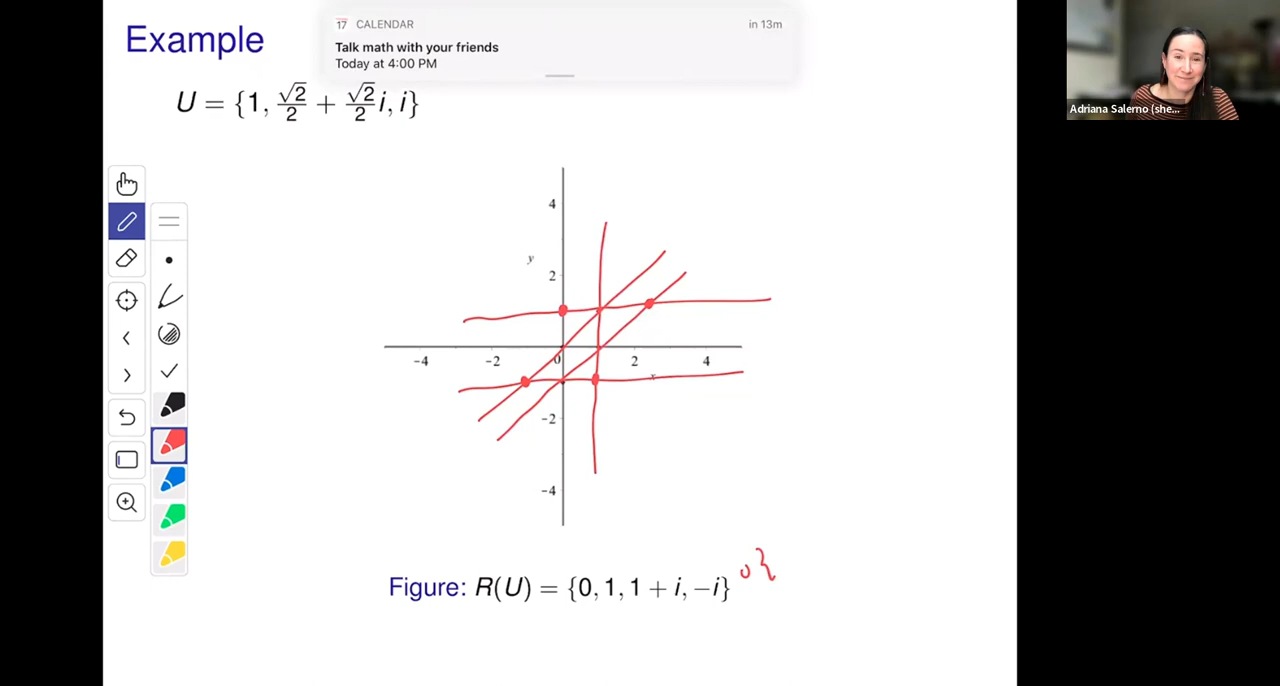 Example
17 CALENDAR in 13m
Talk math with your friends
Today at 4:00 PM
U = {1, √2/2 + √2/2 i, i}
Adriana Salerno (she...
4
y
2
-4 -2 0 2 4
x
-2
-4
Figure: R(U) = {0, 1, 1 + i, −i}